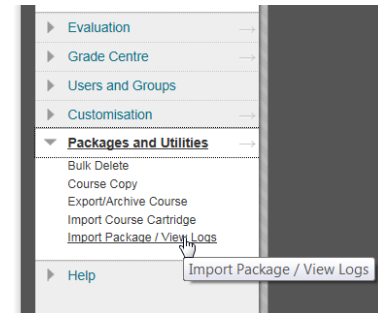 Evaluation
Grade Centre
Users and Groups
Customisation
Packages and Utilities
Bulk Delete
Course Copy
Export/Archive Course
Import Course Cartridge
Import Package / View Logs
Import Package / View Logs
Help